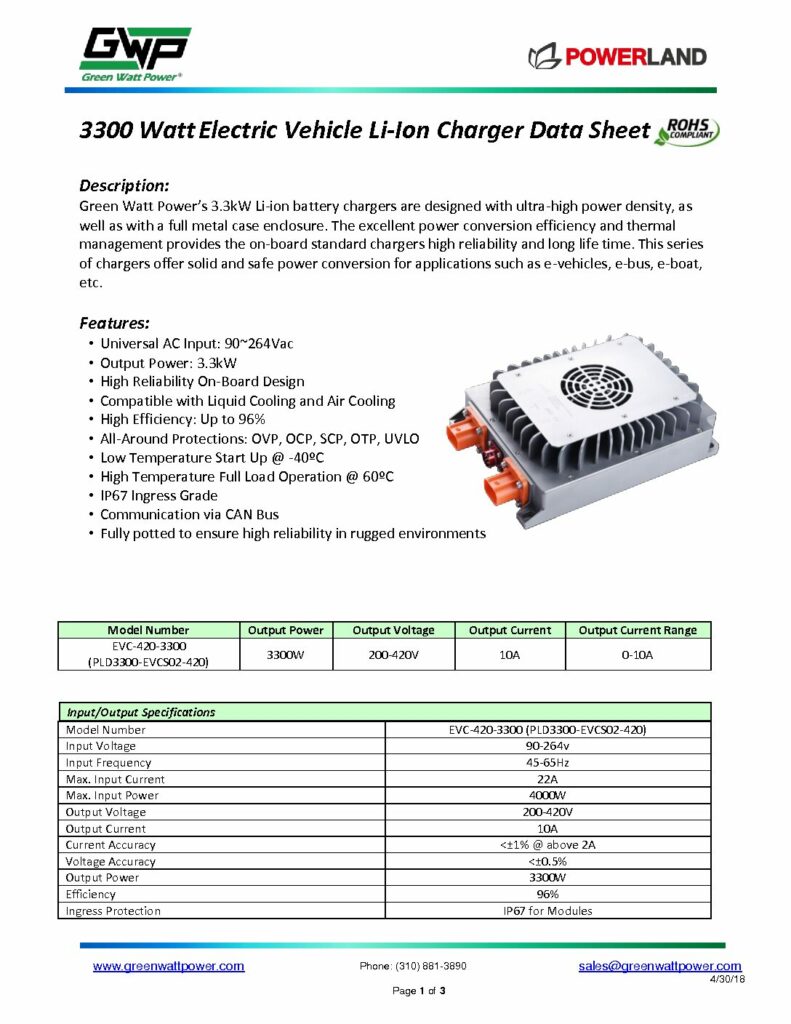 GWP
Green Watt Power®
POWERLAND
3300 Watt Electric Vehicle Li-Ion Charger Data Sheet
ROHS
COMPLIANT
Description:
Green Watt Power's 3.3kW Li-ion battery chargers are designed with ultra-high power density, as
well as with a full metal case enclosure. The excellent power conversion efficiency and thermal
management provides the on-board standard chargers high reliability and long life time. This series
of chargers offer solid and safe power conversion for applications such as e-vehicles, e-bus, e-boat,
etc.
Features:
• Universal AC Input: 90~264Vac
• Output Power: 3.3kW
• High Reliability On-Board Design
• Compatible with Liquid Cooling and Air Cooling
• High Efficiency: Up to 96%
• All-Around Protections: OVP, OCP, SCP, OTP, UVLO
• Low Temperature Start Up @ -40ºC
• High Temperature Full Load Operation @ 60ºC
• IP67 Ingress Grade
• Communication via CAN Bus
• Fully potted to ensure high reliability in rugged environments
Model Number Output Power Output Voltage Output Current Output Current Range
EVC-420-3300
(PLD3300-EVCS02-420) 3300W 200-420V 10A 0-10A
Input/Output Specifications
Model Number EVC-420-3300 (PLD3300-EVCS02-420)
Input Voltage 90-264v
Input Frequency 45-65Hz
Max. Input Current 22A
Max. Input Power 4000W
Output Voltage 200-420V
Output Current 10A
Current Accuracy <±1% @ above 2A
Voltage Accuracy <±0.5%
Output Power 3300W
Efficiency 96%
Ingress Protection IP67 for Modules
www.greenwattpower.com Phone: (310) 881-3890 sales@greenwattpower.com
4/30/18
Page 1 of 3